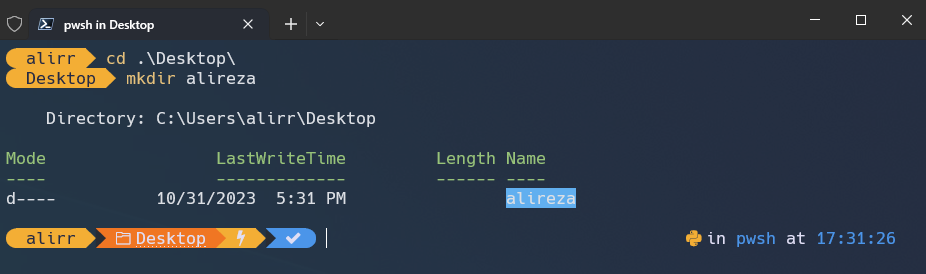 pwsh in Desktop
alirr cd .\Desktop\
Desktop mkdir alireza
Directory: C:\Users\alirr\Desktop
Mode LastWriteTime Length Name
---- ------------- ------ ----
d---- 10/31/2023 5:31 PM alireza
alirr Desktop in pwsh at 17:31:26